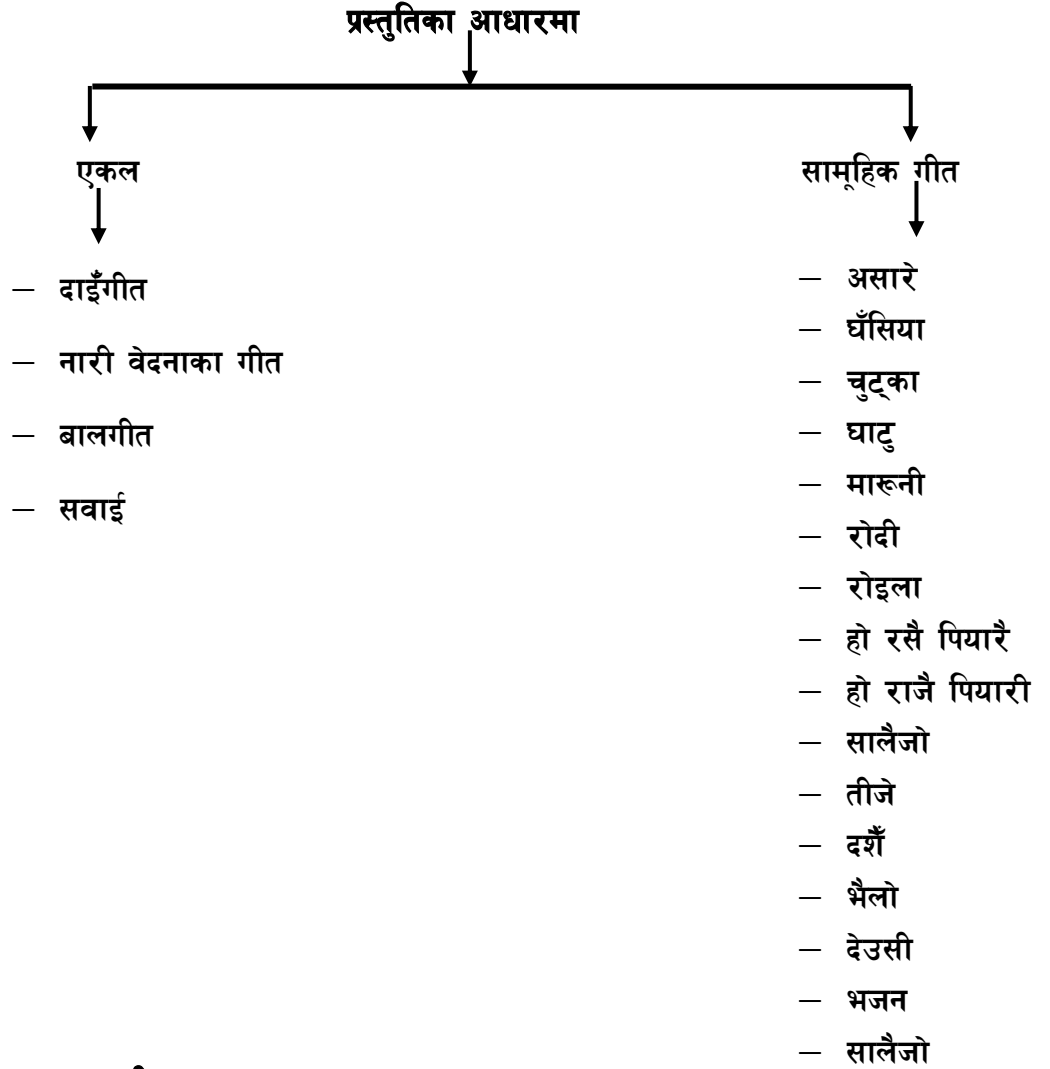 प्रस्तुतिका आधारमा
एकल
सामूहिक गीत
– दाइँगीत
– नारी वेदनाका गीत
– बालगीत
– सवाई
– असारे
– घँसिया
– चुट्का
– घाटु
– मारूनी
– रोदी
– रोइला
– हो रसै पियारै
– हो राजै पियारी
– सालैजो
– तीजे
– दशैँ
– भैलो
– देउसी
– भजन
– सालैजो